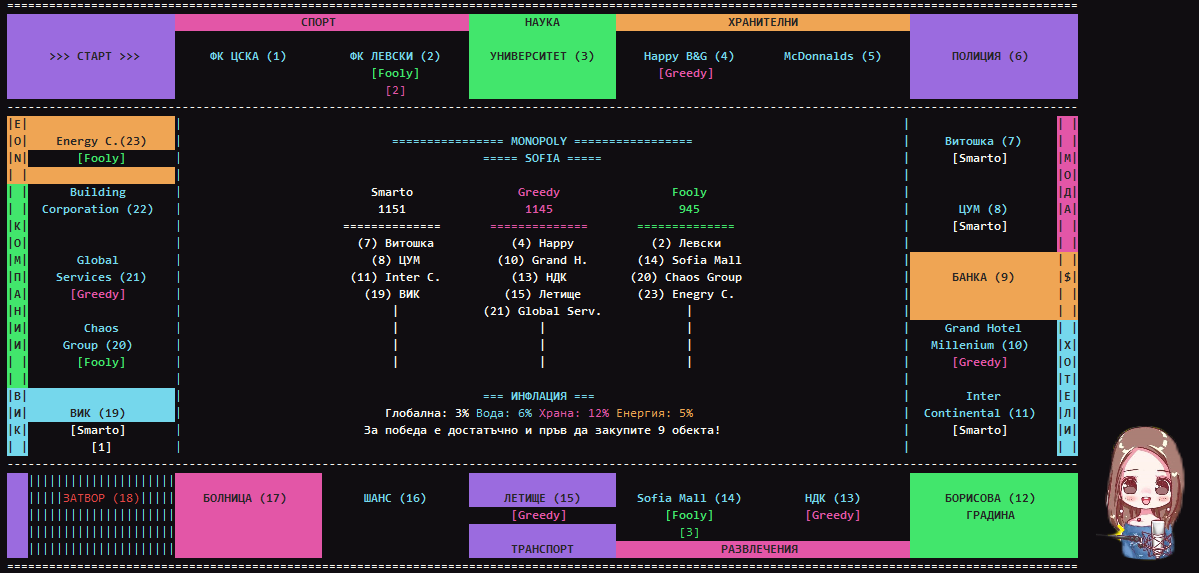 СПОРТ НАУКА ХРАНИТЕЛНИ
>>> СТАРТ >>> ФК ЦСКА (1) ФК ЛЕВСКИ (2) УНИВЕРСИТЕТ (3) Happy B&G (4) McDonnalds (5) ПОЛИЦИЯ (6)
[Fooly] [Greedy]
[2]
ЕОN
Energy C.(23)
[Fooly]
КОМПАНИИ
Building
Corporation (22)
Global
Services (21)
[Greedy]
Chaos
Group (20)
[Fooly]
ВИК
ВИК (19)
[Smarto]
[1]
================ MONOPOLY =================
===== SOFIA =====
Smarto Greedy Fooly
1151 1145 945
============== ============== ==============
(7) Витошка (4) Happy (2) Левски
(8) ЦУМ (10) Grand H. (14) Sofia Mall
(11) Inter C. (13) НДК (20) Chaos Group
(19) ВИК (15) Летище (23) Enegry C.
(21) Global Serv.
=== ИНФЛАЦИЯ ===
Глобална: 3% Вода: 6% Храна: 12% Енергия: 5%
За победа е достатъчно и пръв да закупите 9 обекта!
Витошка (7)
[Smarto]
ЦУМ (8)
[Smarto]
МОДА
БАНКА (9)
$
Grand Hotel
Millenium (10)
[Greedy]
Inter
Continental (11)
[Smarto]
ХОТЕЛИ
ЗАТВОР (18) БОЛНИЦА (17) ШАНС (16) ЛЕТИЩЕ (15) Sofia Mall (14) НДК (13) БОРИСОВА (12)
[Greedy] [Fooly] [Greedy] ГРАДИНА
[3]
ТРАНСПОРТ РАЗВЛЕЧЕНИЯ